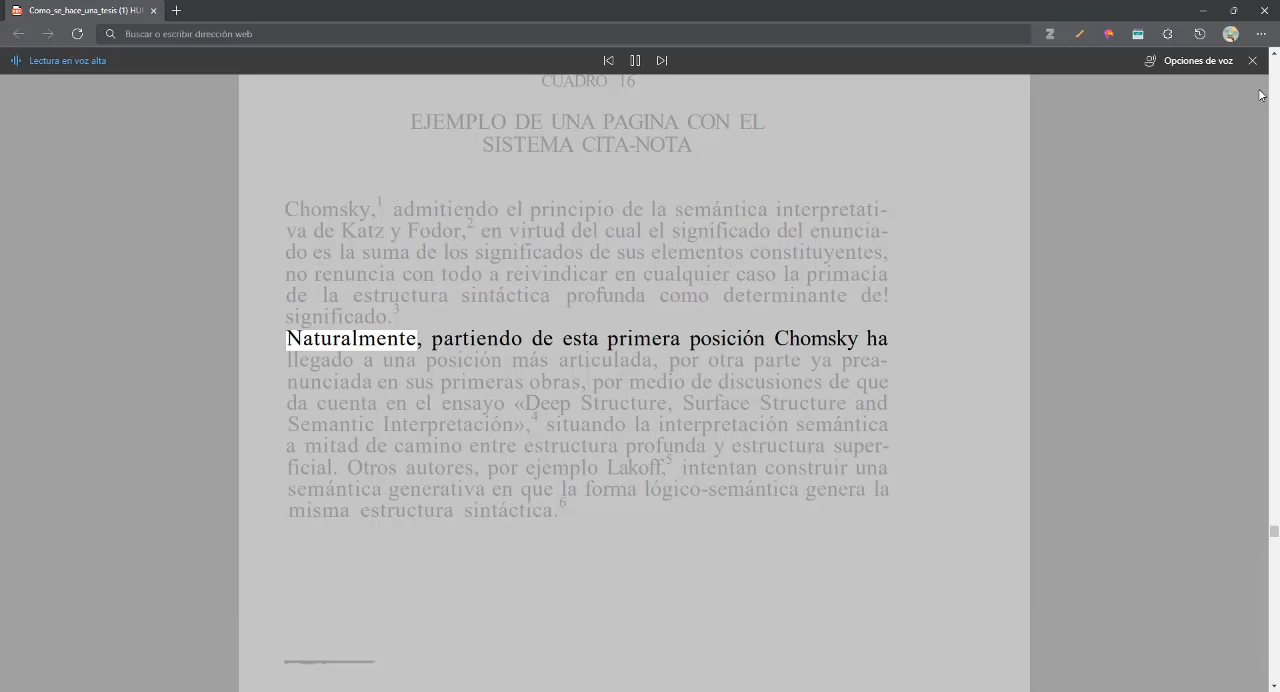 Como_se_hace_una_tesis (1) HUI
Buscar o escribir dirección web
Lectura en voz alta
Opciones de voz
CUADRO 16
EJEMPLO DE UNA PAGINA CON EL
SISTEMA CITA-NOTA
Chomsky,1 admitiendo el principio de la semántica interpretati-
va de Katz y Fodor,2 en virtud del cual el significado del enuncia-
do es la suma de los significados de sus elementos constituyentes,
no renuncia con todo a reivindicar en cualquier caso la primacía
de la estructura sintáctica profunda como determinante de!
significado.3
Naturalmente, partiendo de esta primera posición Chomsky ha
llegado a una posición más articulada, por otra parte ya prea-
nunciada en sus primeras obras, por medio de discusiones de que
da cuenta en el ensayo «Deep Structure, Surface Structure and
Semantic Interpretación»,4 situando la interpretación semántica
a mitad de camino entre estructura profunda y estructura super-
ficial. Otros autores, por ejemplo Lakoff,5 intentan construir una
semántica generativa en que la forma lógico-semántica genera la
misma estructura sintáctica.6